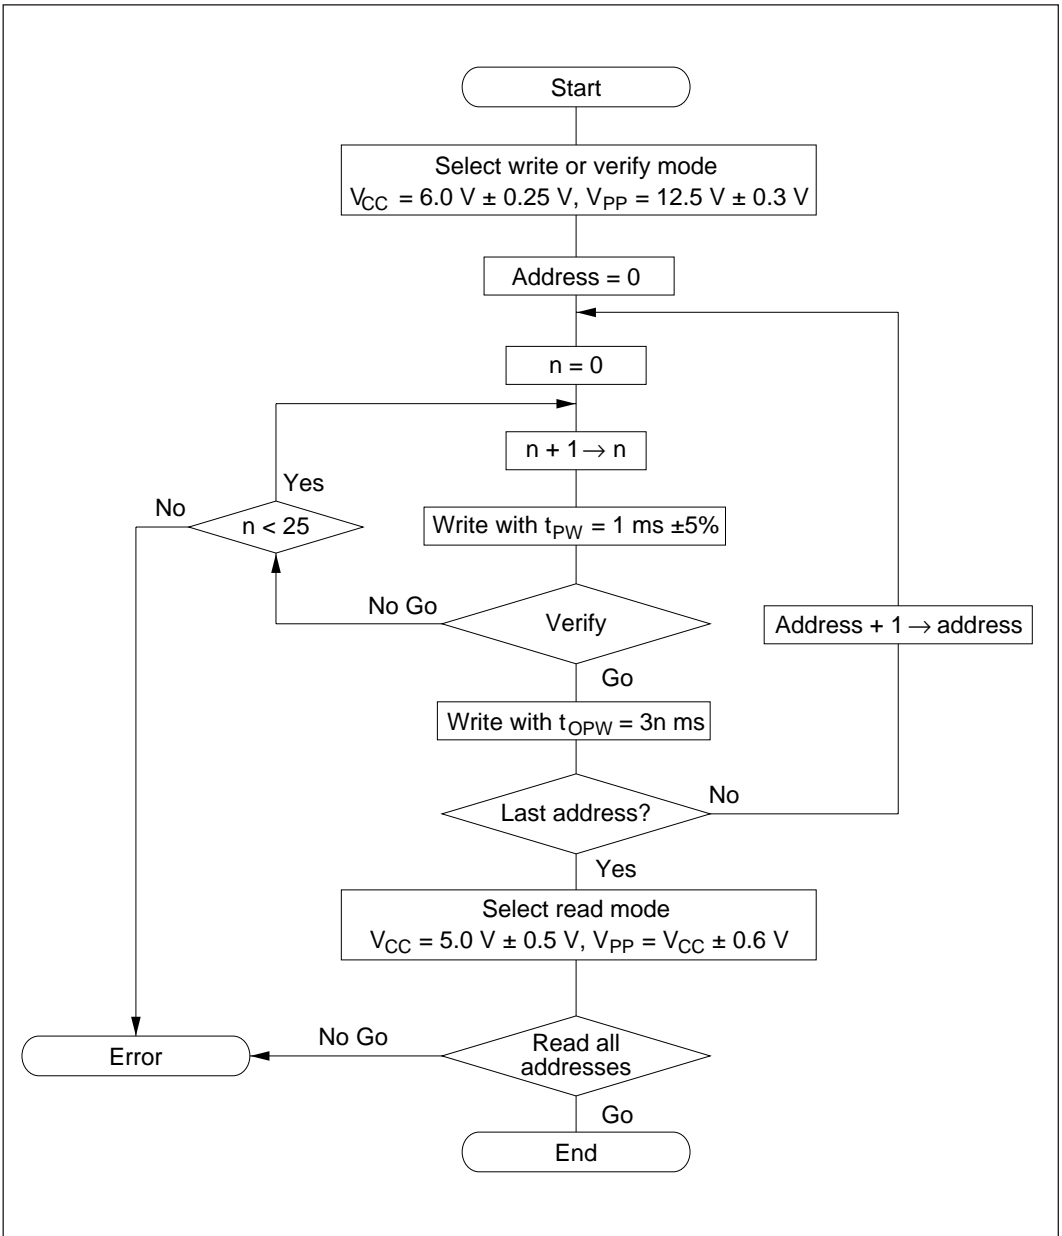 Start
Select write or verify mode
VCC = 6.0 V ± 0.25 V, VPP = 12.5 V ± 0.3 V
Address = 0
n = 0
n + 1 → n
Yes
No
n < 25
Write with tPW = 1 ms ±5%
No Go
Verify
Address + 1 → address
Go
Write with tOPW = 3n ms
Last address?
No
Yes
Select read mode
VCC = 5.0 V ± 0.5 V, VPP = VCC ± 0.6 V
No Go
Error
Read all
addresses
Go
End